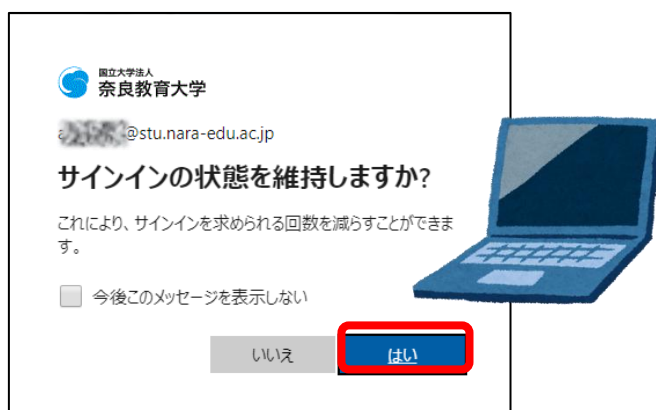 国立大学法人
奈良教育大学
@stu.nara-edu.ac.jp
サインインの状態を維持しますか?
これにより、サインインを求められる回数を減らすことができま
す。
今後このメッセージを表示しない
いいえ
はい